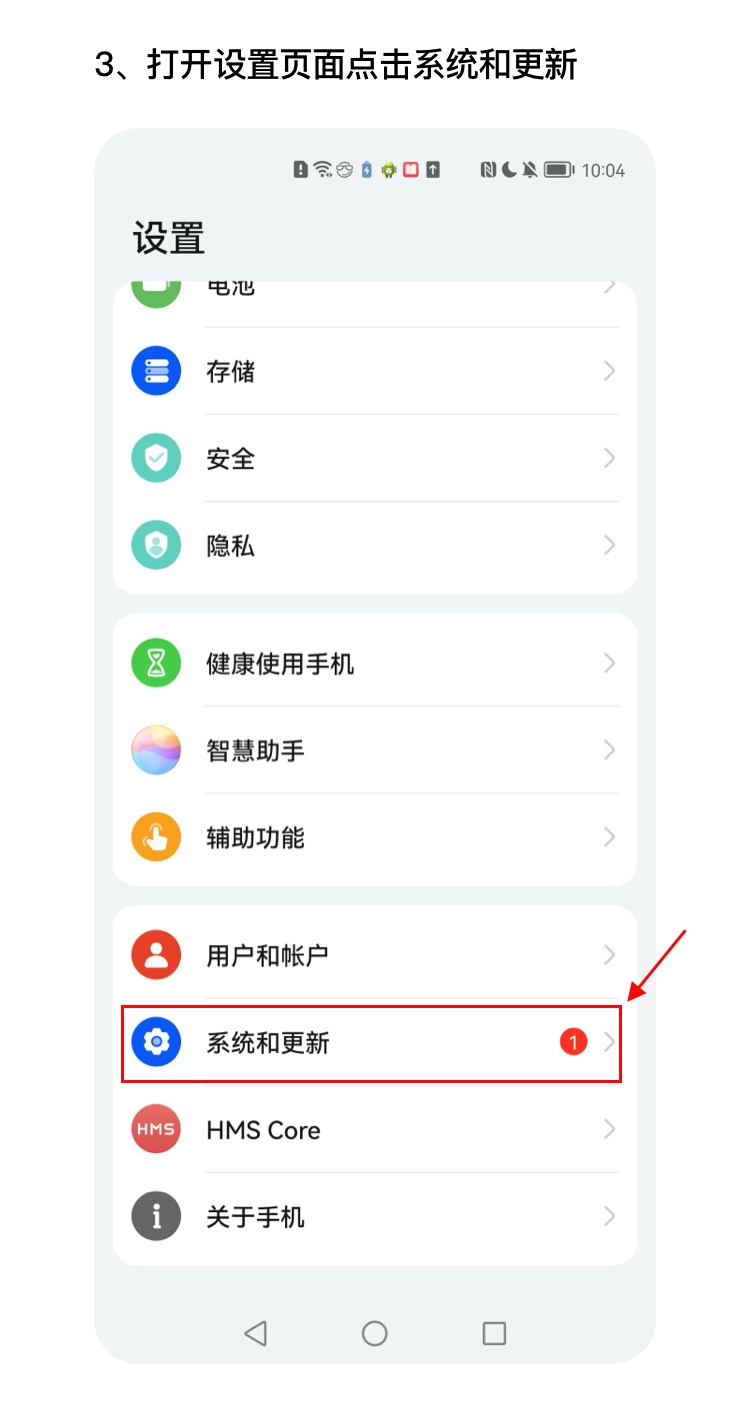 3、打开设置页面点击系统和更新
10:04
设置
电池
存储
安全
隐私
健康使用手机
智慧助手
辅助功能
用户和帐户
系统和更新 1
HMS HMS Core
关于手机